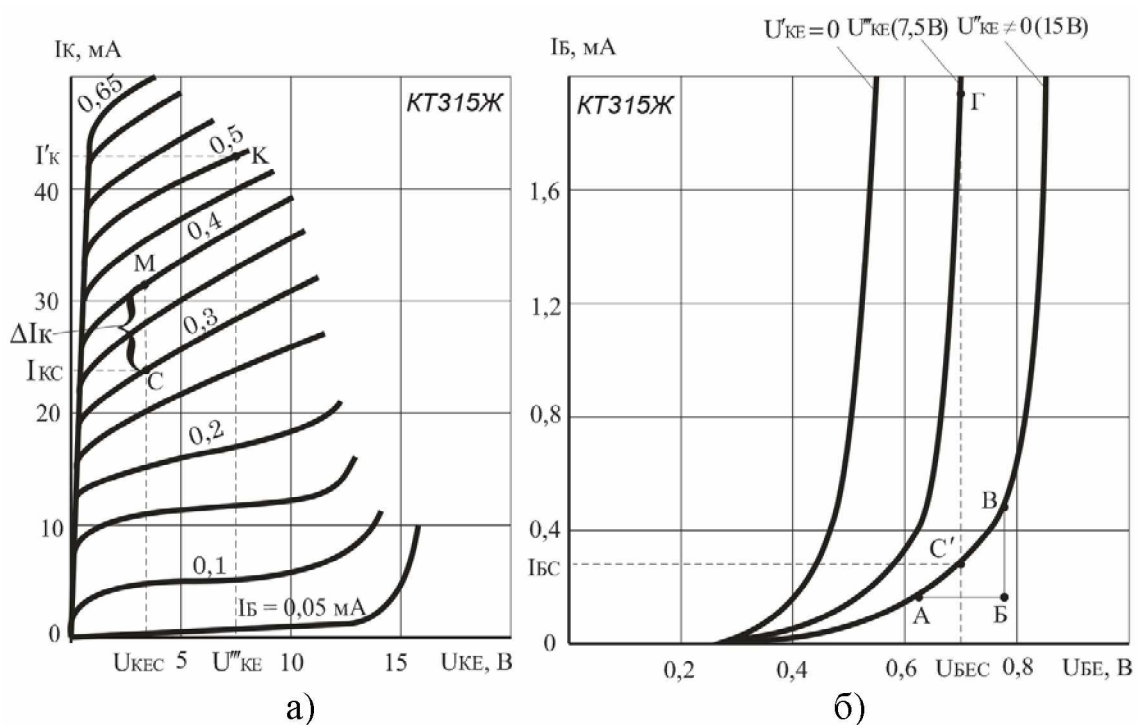 Iк, мА
КТ315Ж
0,65
0,5
I′к
К
40
0,4
М
30
ΔIк
0,3
Iкс
С
20
0,2
10
0,1
IБ = 0,05 мА
0
Uкес 5 U‴ке 10 15 Uке, В
а)
U′ке=0 U‴ке(7,5В) U″ке≠0(15В)
IБ, мА
КТ315Ж
Г
1,6
1,2
0,8
В
0,4
С′
IБС
А Б
0
0,2 0,4 0,6 UБЕС 0,8 UБЕ, В
б)